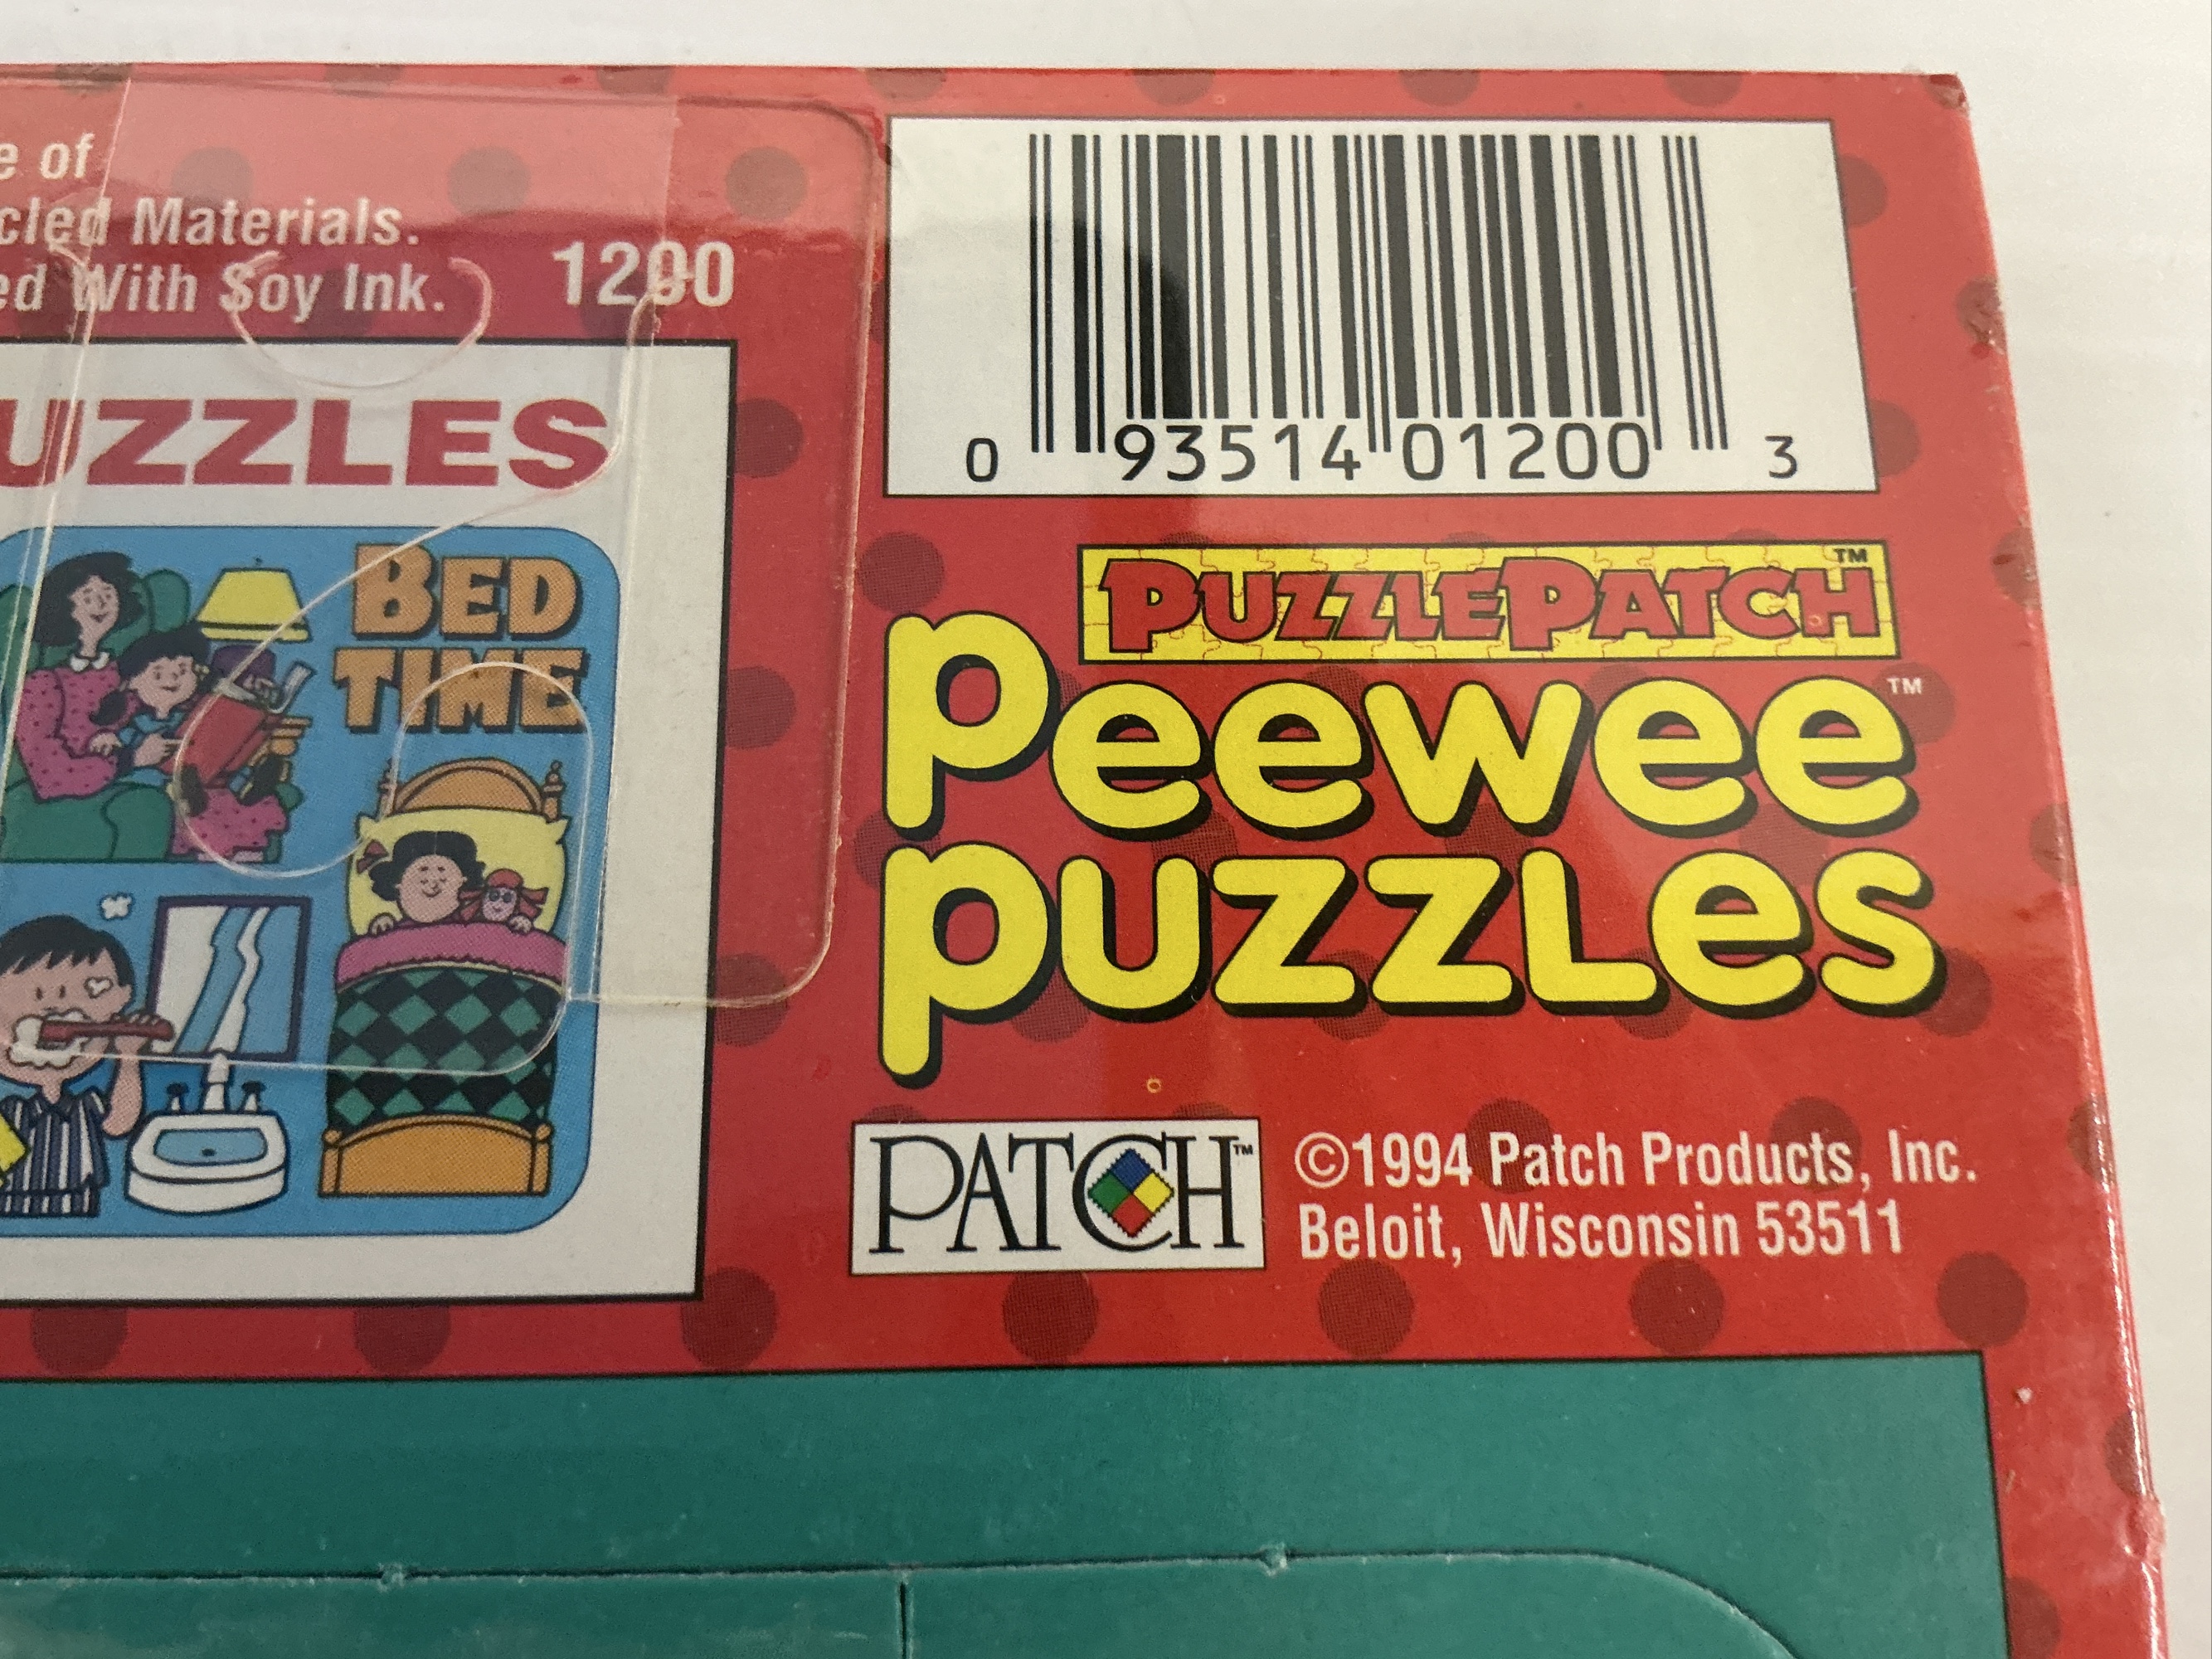 e of
cled Materials.
ed With Soy Ink.
1200
UZZLES
BED
TIME
0 93514 01200 3
PUZZLEPATCH™
peewee™
puzzles
PATCH™
©1994 Patch Products, Inc.
Beloit, Wisconsin 53511